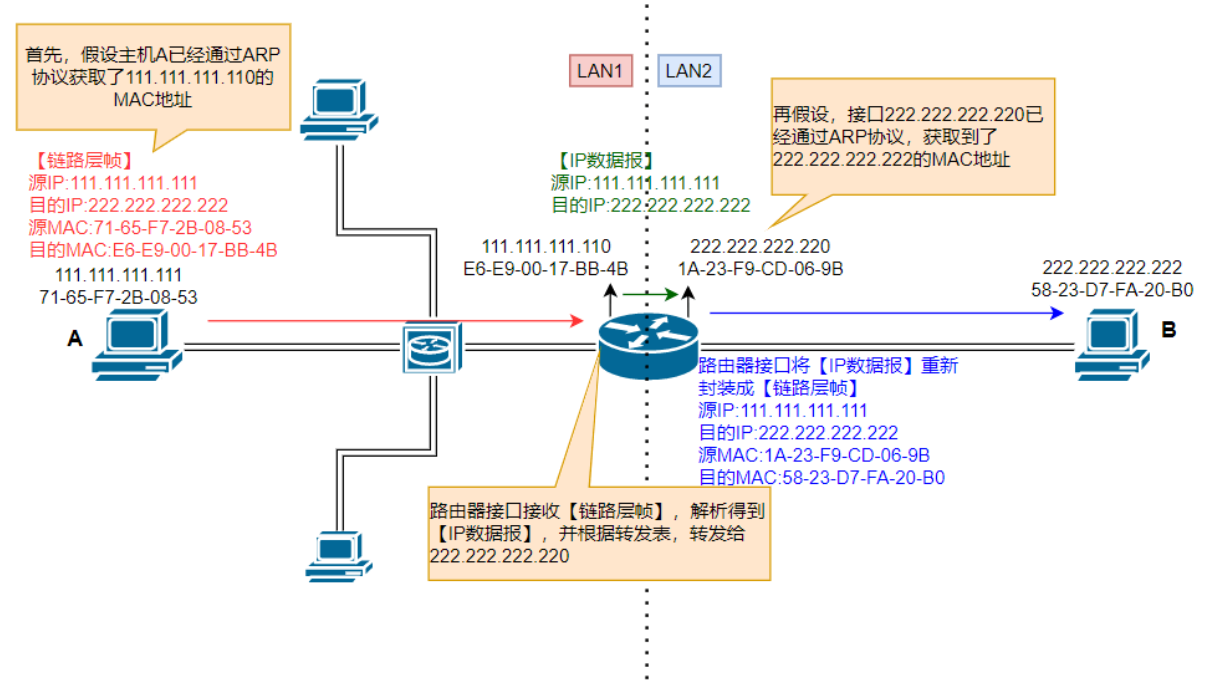 首先，假设主机A已经通过ARP
协议获取了111.111.111.110的
MAC地址
LAN1
LAN2
再假设，接口222.222.222.220已
经通过ARP协议，获取到了
222.222.222.222的MAC地址
【链路层帧】
源IP:111.111.111.111
目的IP:222.222.222.222
源MAC:71-65-F7-2B-08-53
目的MAC:E6-E9-00-17-BB-4B
111.111.111.111
71-65-F7-2B-08-53
A
【IP数据报】
源IP:111.111.111.111
目的IP:222.222.222.222
111.111.111.110
E6-E9-00-17-BB-4B
222.222.222.220
1A-23-F9-CD-06-9B
222.222.222.222
58-23-D7-FA-20-B0
B
路由器接口将【IP数据报】重新
封装成【链路层帧】
源IP:111.111.111.111
目的IP:222.222.222.222
源MAC:1A-23-F9-CD-06-9B
目的MAC:58-23-D7-FA-20-B0
路由器接口接收【链路层帧】，解析得到
【IP数据报】，并根据转发表，转发给
222.222.222.220